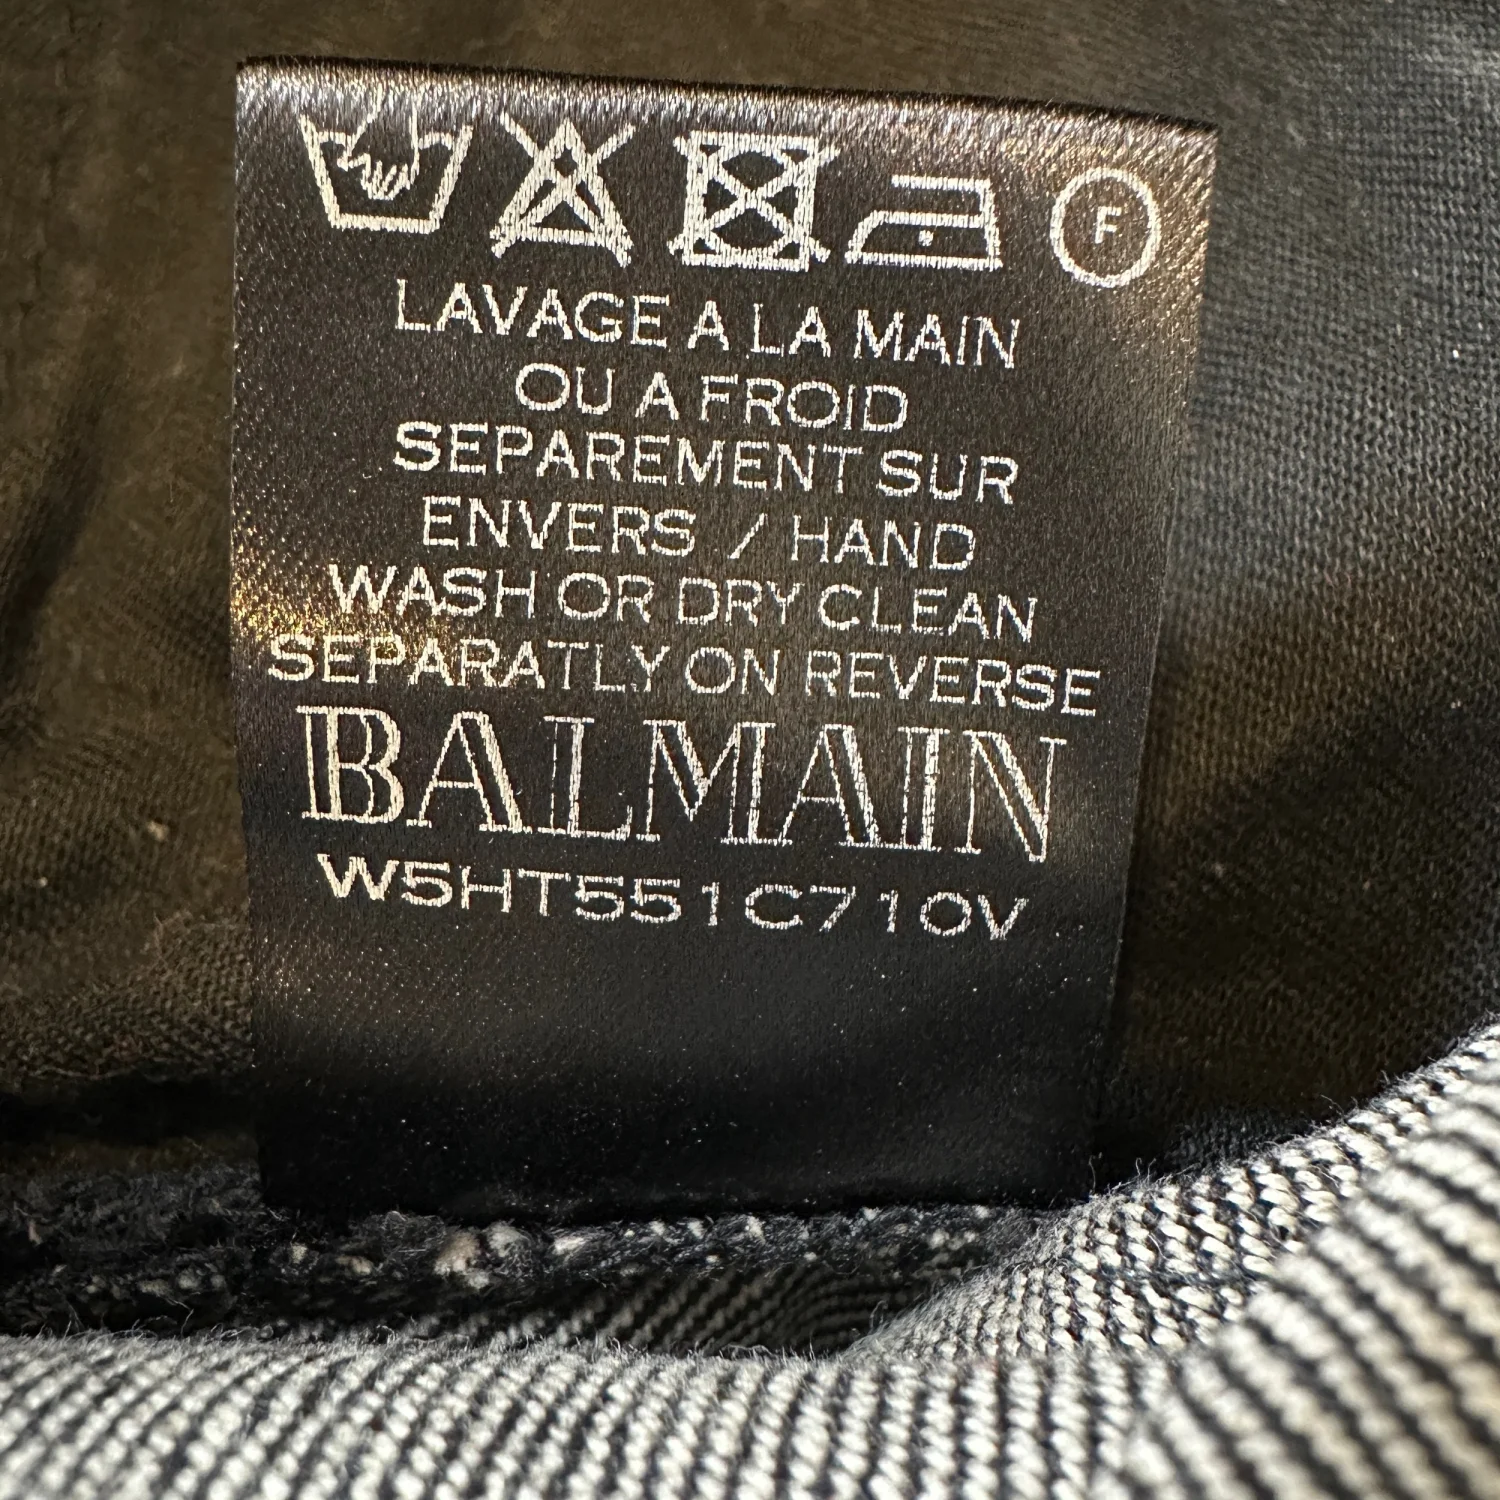 F
LAVAGE A LA MAIN
OU A FROID
SEPAREMENT SUR
ENVERS / HAND
WASH OR DRY CLEAN
SEPARATLY ON REVERSE
BALMAIN
W5HT551C710V